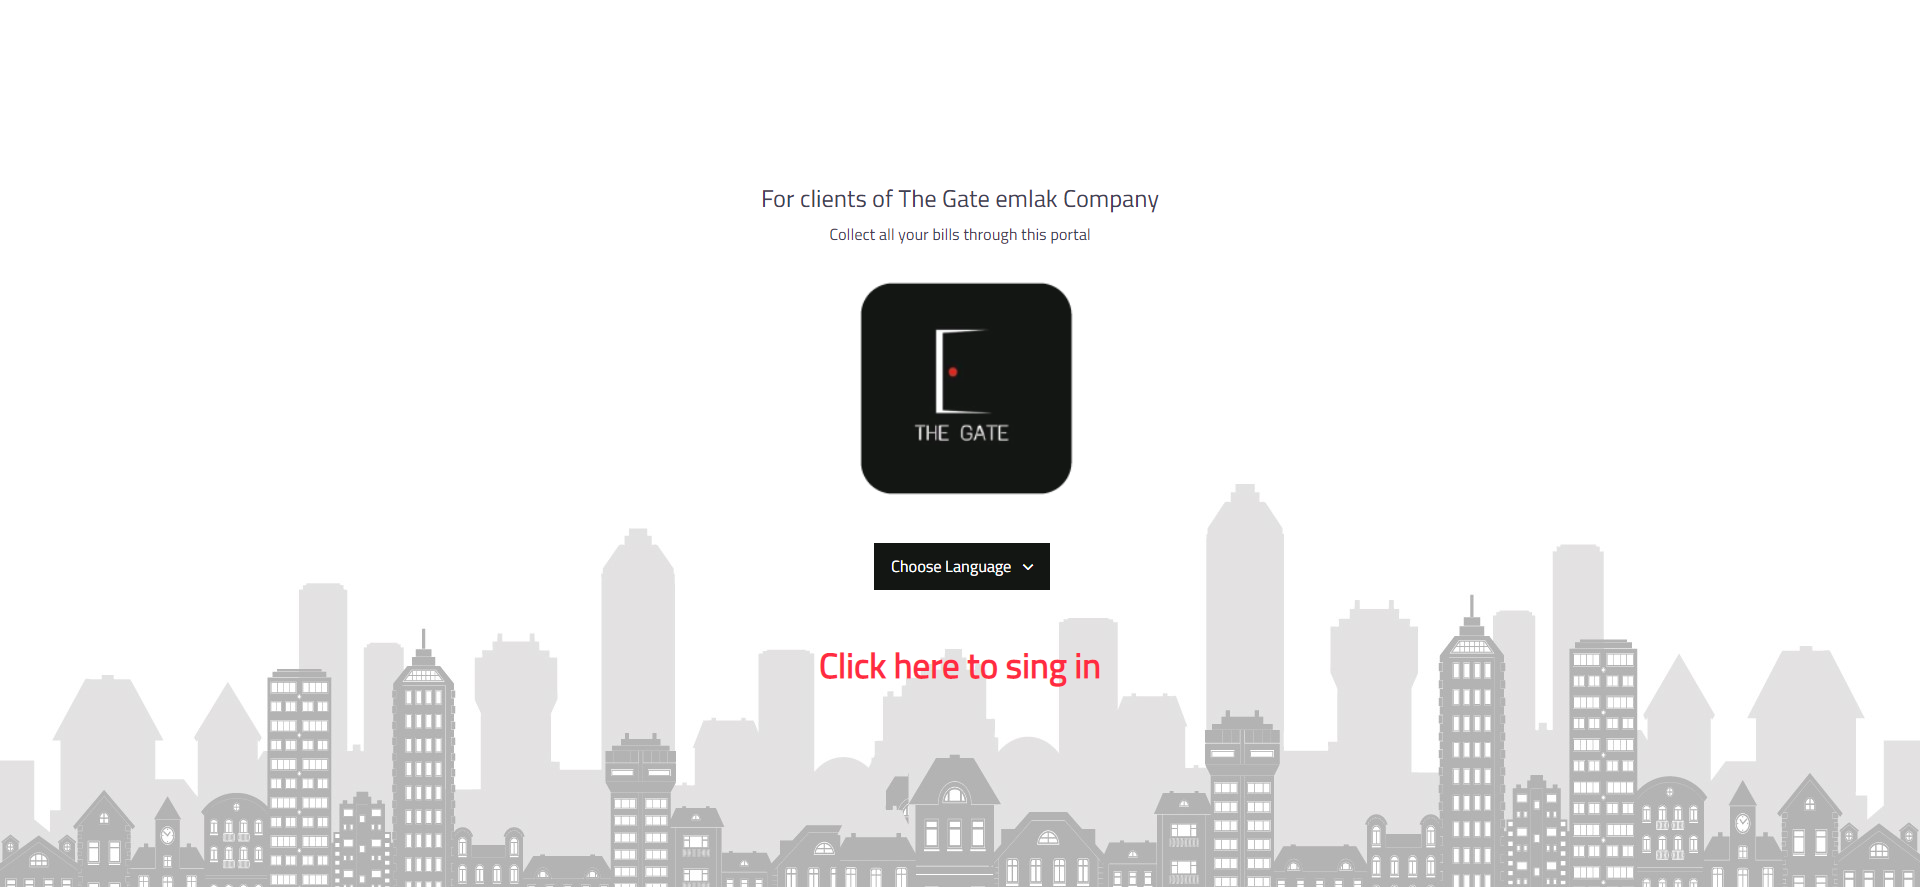 For clients of The Gate emlak Company
Collect all your bills through this portal
THE GATE
Choose Language
Click here to sing in